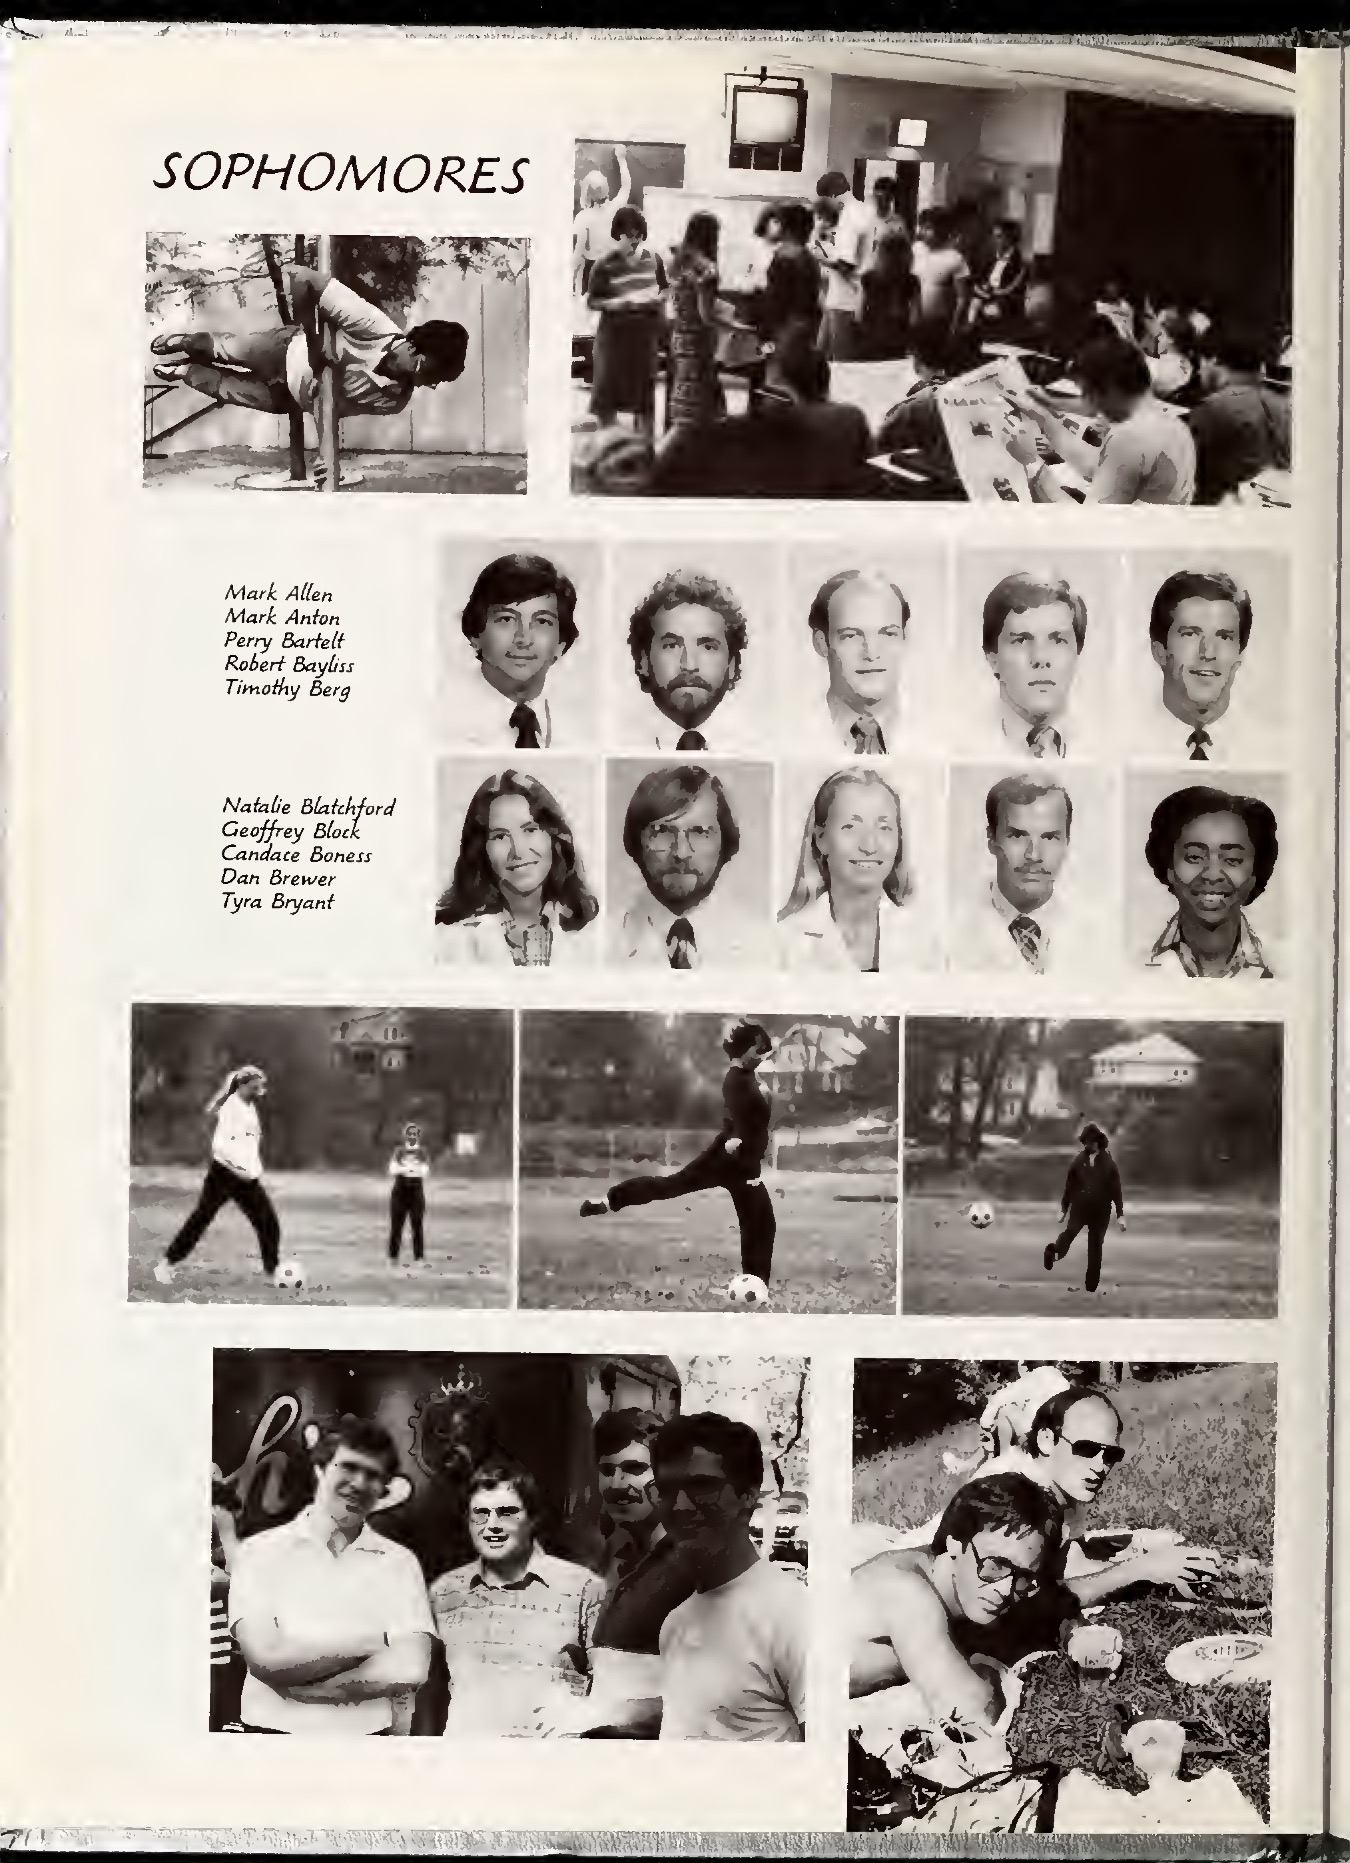 SOPHOMORES
Mark Allen
Mark Anton
Perry Bartelt
Robert Bayliss
Timothy Berg
Natalie Blatchford
Geoffrey Block
Candace Boness
Dan Brewer
Tyra Bryant